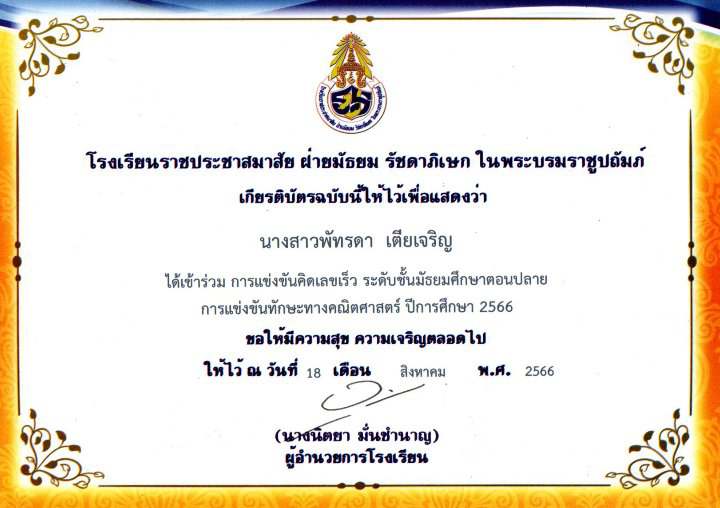 โรงเรียนราชประชาสมาสัย ฝ่ายมัธยม รัชดาภิเษก ในพระบรมราชูปถัมภ์
เกียรติบัตรฉบับนี้ให้ไว้เพื่อแสดงว่า
นางสาวพัทรดา เตียเจริญ
ได้เข้าร่วม การแข่งขันคิดเลขเร็ว ระดับชั้นมัธยมศึกษาตอนปลาย
การแข่งขันทักษะทางคณิตศาสตร์ ปีการศึกษา 2566
ขอให้มีความสุข ความเจริญตลอดไป
ให้ไว้ ณ วันที่ 18 เดือน สิงหาคม พ.ศ. 2566
(นางนิตยา มั่นชำนาญ)
ผู้อำนวยการโรงเรียน